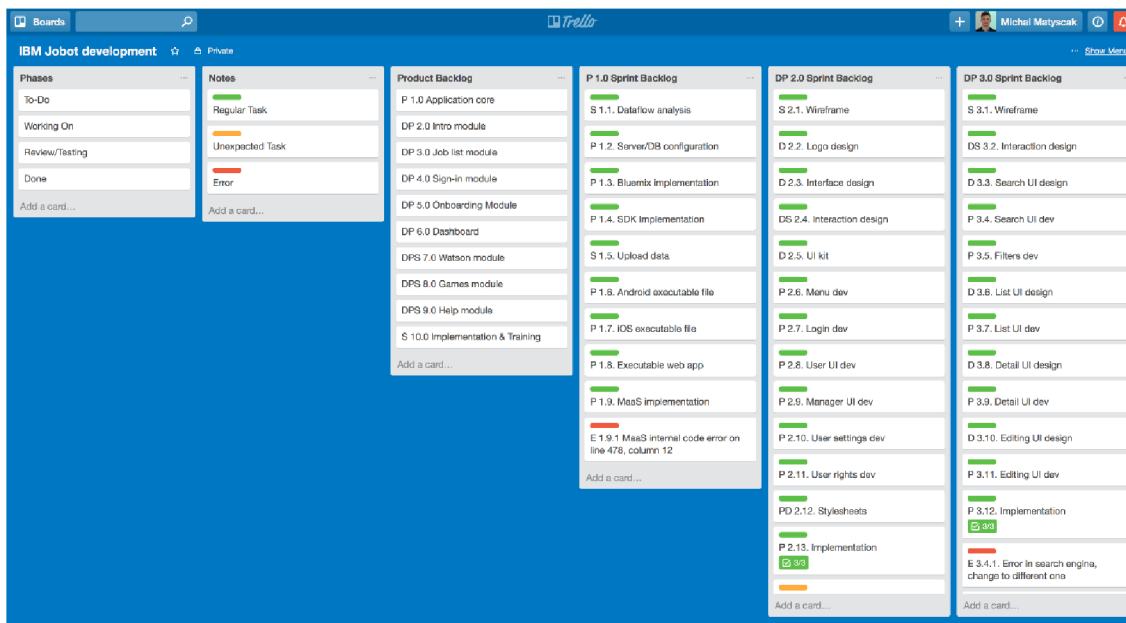 Boards
Trello
Michal Matyscak
IBM Jobot development
Private
... Show Menu
Phases
To-Do
Working On
Review/Testing
Done
Add a card...
Notes
Regular Task
Unexpected Task
Error
Add a card...
Product Backlog
P 1.0 Application core
DP 2.0 Intro module
DP 3.0 Job list module
DP 4.0 Sign-in module
DP 5.0 Onboarding Module
DP 6.0 Dashboard
DPS 7.0 Watson module
DPS 8.0 Games module
DPS 9.0 Help module
S 10.0 Implementation & Training
Add a card...
P 1.0 Sprint Backlog
S 1.1. Dataflow analysis
P 1.2. Server/DB configuration
P 1.3. Bluemix implementation
P 1.4. SDK Implementation
S 1.5. Upload data
P 1.6. Android executable file
P 1.7. iOS executable file
P 1.8. Executable web app
P 1.9. MaaS implementation
E 1.9.1 MaaS internal code error on
line 478, column 12
Add a card...
DP 2.0 Sprint Backlog
S 2.1. Wireframe
D 2.2. Logo design
D 2.3. Interface design
DS 2.4. Interaction design
D 2.5. UI kit
P 2.6. Menu dev
P 2.7. Login dev
P 2.8. User UI dev
P 2.9. Manager UI dev
P 2.10. User settings dev
P 2.11. User rights dev
PD 2.12. Stylesheets
P 2.13. Implementation
3/3
Add a card...
DP 3.0 Sprint Backlog
S 3.1. Wireframe
DS 3.2. Interaction design
D 3.3. Search UI design
P 3.4. Search UI dev
P 3.5. Filters dev
D 3.6. List UI design
P 3.7. List UI dev
D 3.8. Detail UI design
P 3.9. Detail UI dev
D 3.10. Editing UI design
P 3.11. Editing UI dev
P 3.12. Implementation
3/3
E 3.4.1. Error in search engine,
change to different one
Add a card...